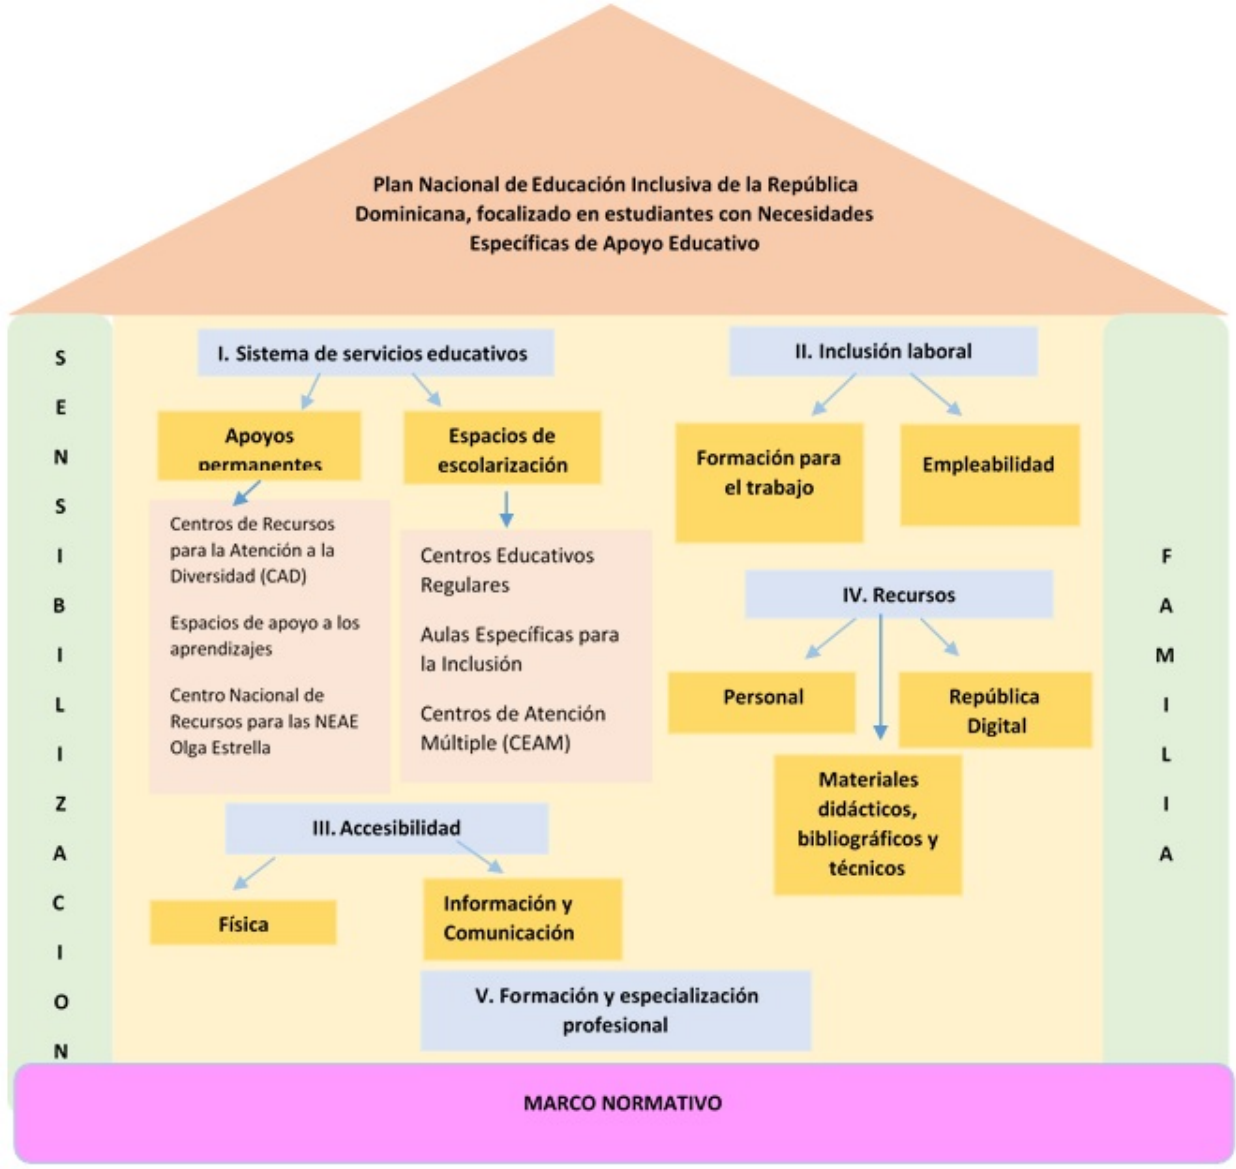 Plan Nacional de Educación Inclusiva de la República
Dominicana, focalizado en estudiantes con Necesidades
Específicas de Apoyo Educativo
SENSIBILIZACION
I. Sistema de servicios educativos
Apoyos
permanentes
Centros de Recursos
para la Atención a la
Diversidad (CAD)
Espacios de apoyo a los
aprendizajes
Centro Nacional de
Recursos para las NEAE
Olga Estrella
Espacios de
escolarización
Centros Educativos
Regulares
Aulas Específicas para
la Inclusión
Centros de Atención
Múltiple (CEAM)
II. Inclusión laboral
Formación para
el trabajo
Empleabilidad
III. Accesibilidad
Física
Información y
Comunicación
IV. Recursos
Personal
República
Digital
Materiales
didácticos,
bibliográficos y
técnicos
V. Formación y especialización
profesional
FAMILIA
MARCO NORMATIVO